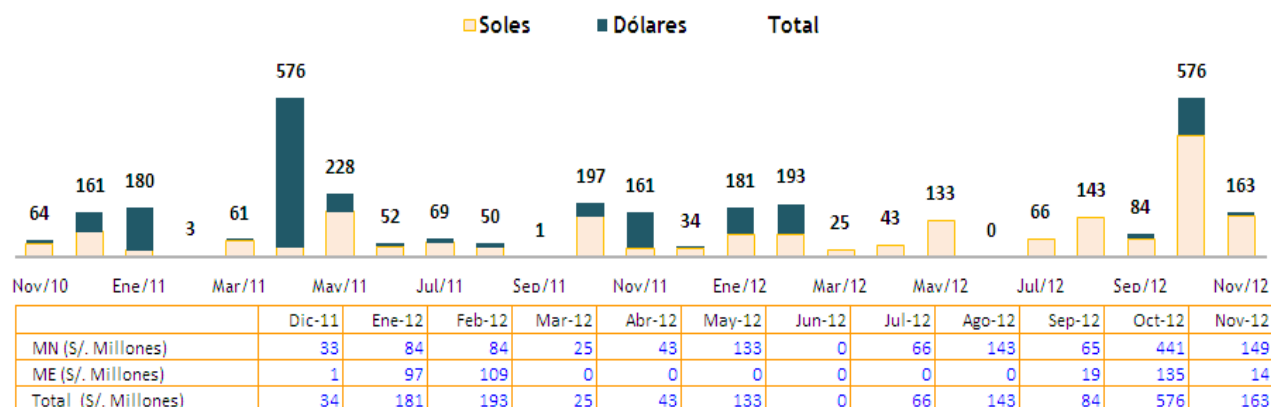 Soles Dólares Total
576 576
228
161 180 197 161 181 193 163
64 3 61 52 69 50 1 34 25 43 133 0 66 143 84
Nov/10 Ene/11 Mar/11 May/11 Jul/11 Sep/11 Nov/11 Ene/12 Mar/12 May/12 Jul/12 Sep/12 Nov/12
Dic-11 Ene-12 Feb-12 Mar-12 Abr-12 May-12 Jun-12 Jul-12 Ago-12 Sep-12 Oct-12 Nov-12
MN (S/. Millones) 33 84 84 25 43 133 0 66 143 65 441 149
ME (S/. Millones) 1 97 109 0 0 0 0 0 0 19 135 14
Total (S/. Millones) 34 181 193 25 43 133 0 66 143 84 576 163